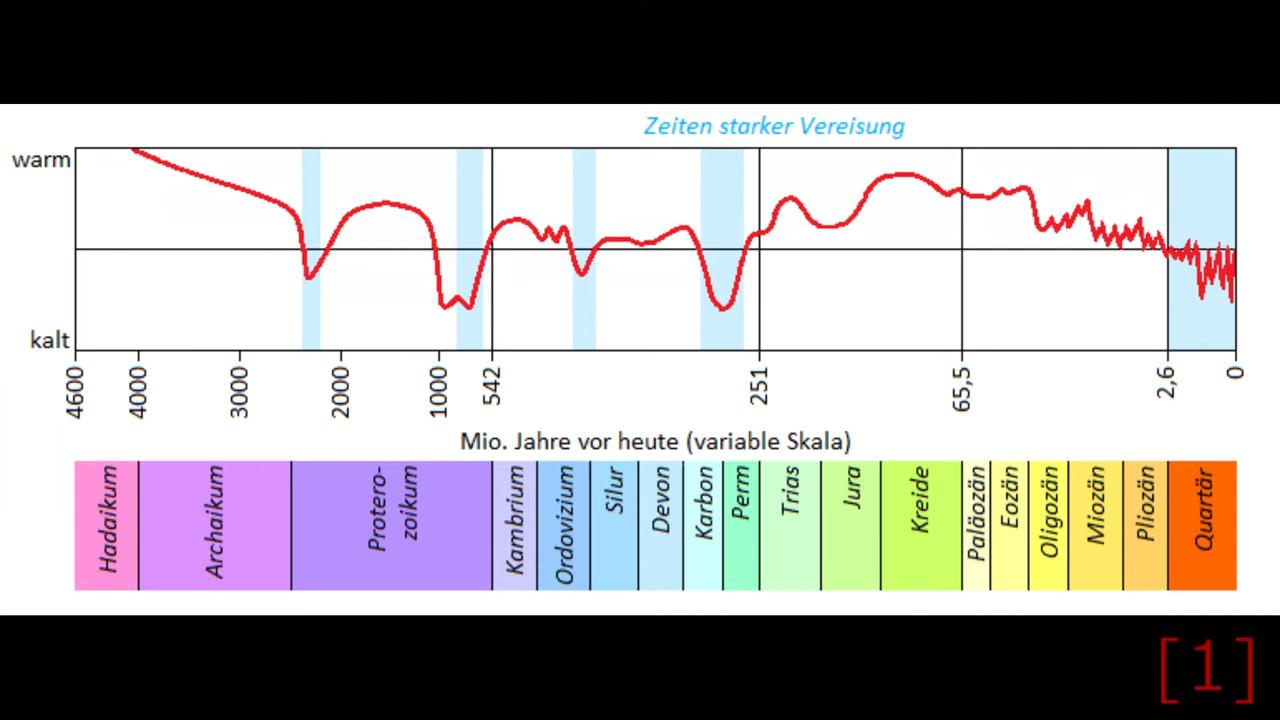 Zeiten starker Vereisung
warm
kalt
4600
4000
3000
2000
1000
542
251
65,5
2,6
0
Mio. Jahre vor heute (variable Skala)
Hadaikum
Archaikum
Protero-
zoikum
Kambrium
Ordovizium
Silur
Devon
Karbon
Perm
Trias
Jura
Kreide
Paläozän
Eozän
Oligozän
Miozän
Pliozän
Quartär
[1]